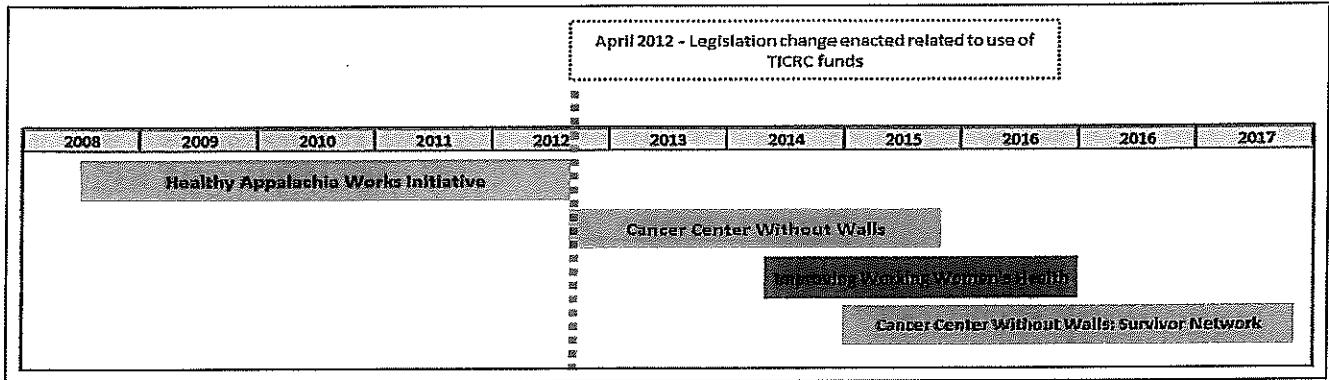 April 2012 - Legislation change enacted related to use of
TICRC funds
2008 2009 2010 2011 2012 2013 2014 2015 2016 2016 2017
Healthy Appalachia Works Initiative
Cancer Center Without Walls
Improving Working Women's Health
Cancer Center Without Walls: Survivor Network